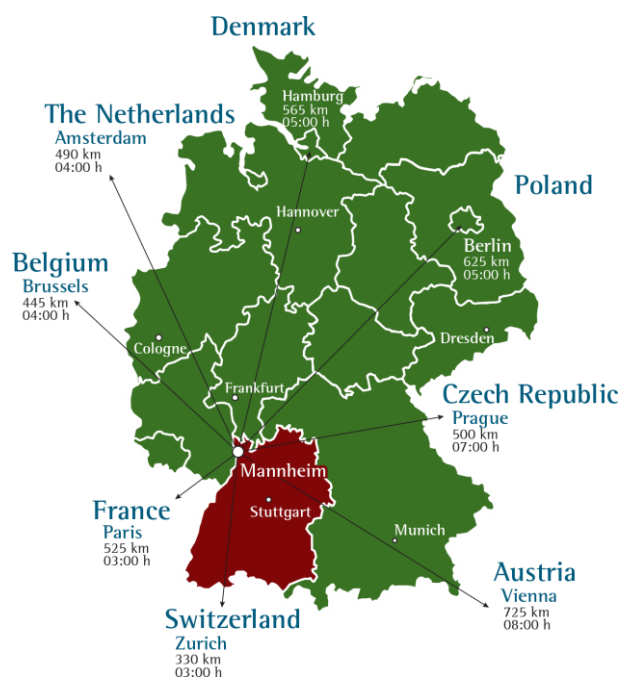 Denmark
Hamburg
565 km
05:00 h
The Netherlands
Amsterdam
490 km
04:00 h
Poland
Hannover
Berlin
625 km
05:00 h
Belgium
Brussels
445 km
04:00 h
Cologne
Dresden
Frankfurt
Czech Republic
Prague
500 km
07:00 h
Mannheim
Stuttgart
France
Paris
525 km
03:00 h
Munich
Austria
Vienna
725 km
08:00 h
Switzerland
Zurich
330 km
03:00 h